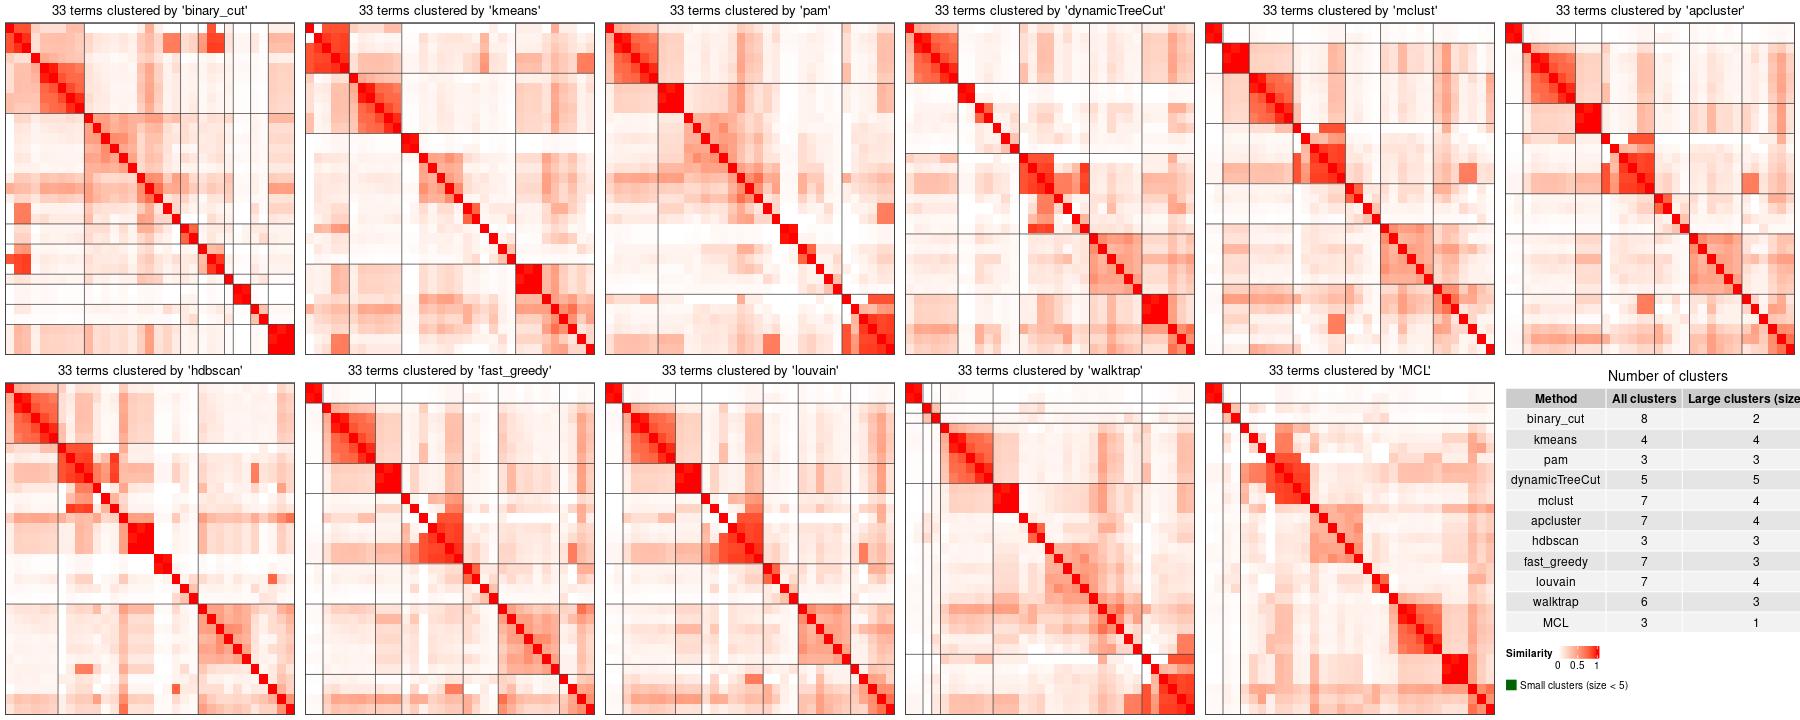 33 terms clustered by 'binary_cut'
33 terms clustered by 'kmeans'
33 terms clustered by 'pam'
33 terms clustered by 'dynamicTreeCut'
33 terms clustered by 'mclust'
33 terms clustered by 'apcluster'
33 terms clustered by 'hdbscan'
33 terms clustered by 'fast_greedy'
33 terms clustered by 'louvain'
33 terms clustered by 'walktrap'
33 terms clustered by 'MCL'
Number of clusters
Method All clusters Large clusters (size
binary_cut 8 2
kmeans 4 4
pam 3 3
dynamicTreeCut 5 5
mclust 7 4
apcluster 7 4
hdbscan 3 3
fast_greedy 7 3
louvain 7 4
walktrap 6 3
MCL 3 1
Similarity
0 0.5 1
Small clusters (size < 5)